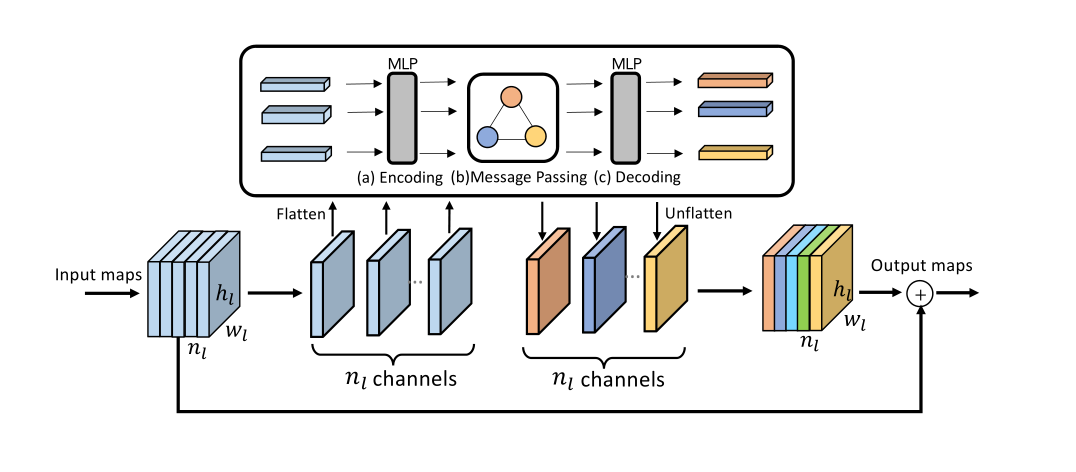 MLP
MLP
(a) Encoding
(b)Message Passing
(c) Decoding
Flatten
Unflatten
Input maps
h_l
w_l
n_l
...
n_l channels
...
n_l channels
h_l
w_l
n_l
Output maps
+